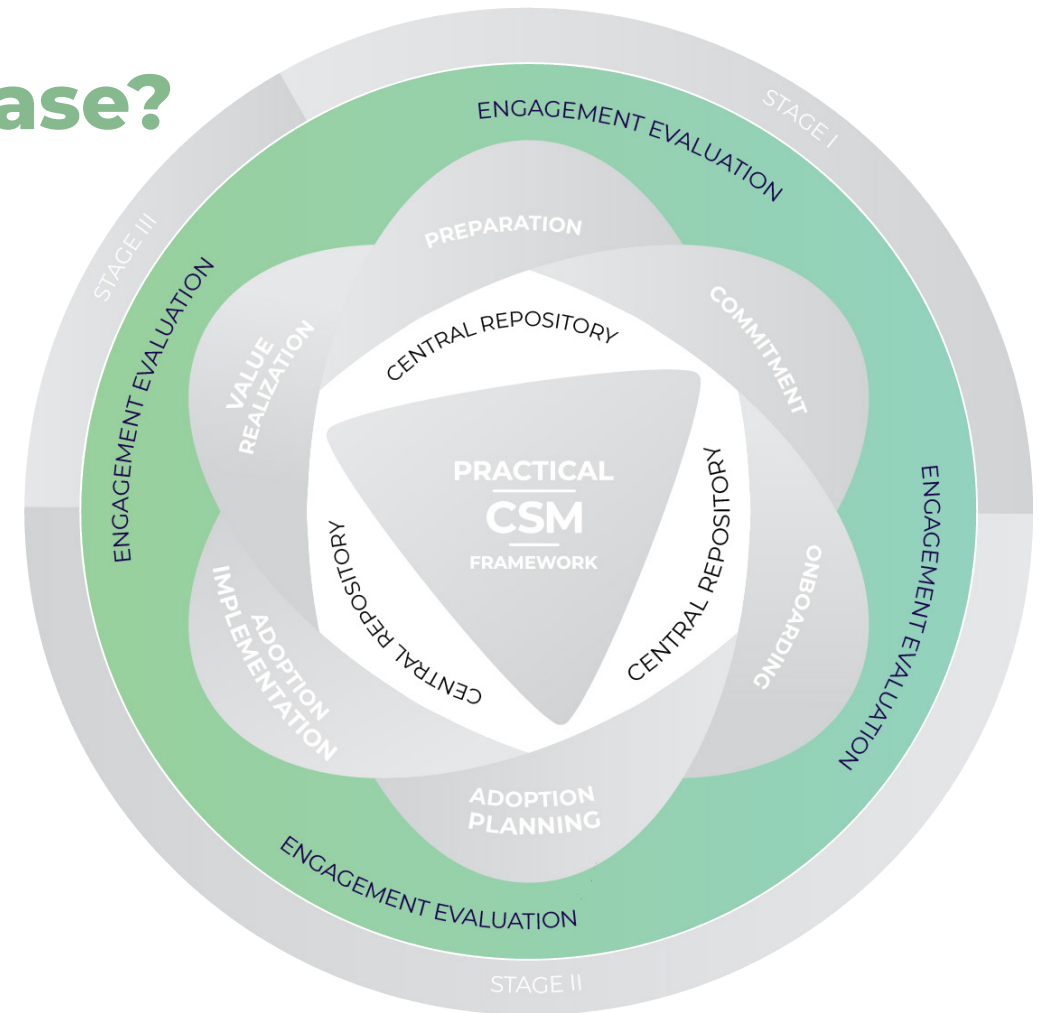 ase?
STAGE I
ENGAGEMENT EVALUATION
PREPARATION
STAGE III
CENTRAL REPOSITORY
COMMITMENT
VALUE
REALIZATION
ENGAGEMENT EVALUATION
PRACTICAL
CSM
FRAMEWORK
CENTRAL REPOSITORY
ENGAGEMENT EVALUATION
CENTRAL REPOSITORY
ONBOARDING
ADOPTION
IMPLEMENTATION
ADOPTION
PLANNING
ENGAGEMENT EVALUATION
STAGE II